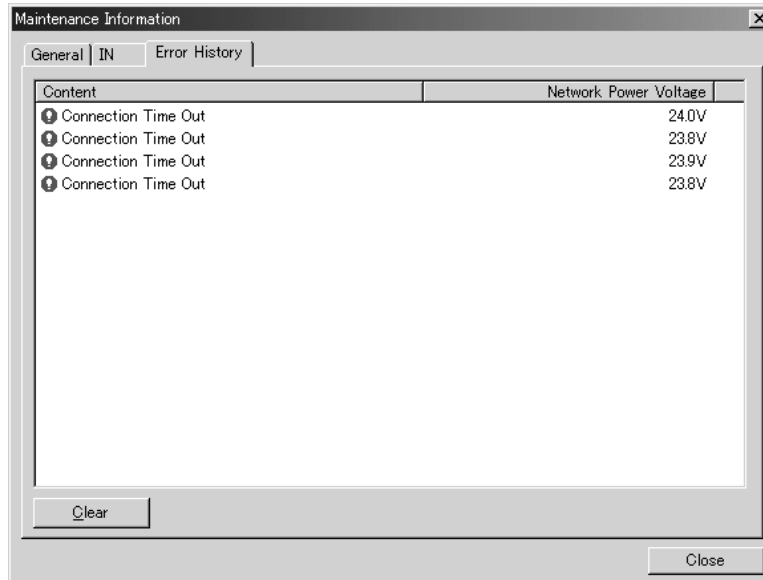 Maintenance Information
General IN Error History
Content Network Power Voltage
Connection Time Out 24.0V
Connection Time Out 23.8V
Connection Time Out 23.9V
Connection Time Out 23.8V
Clear
Close